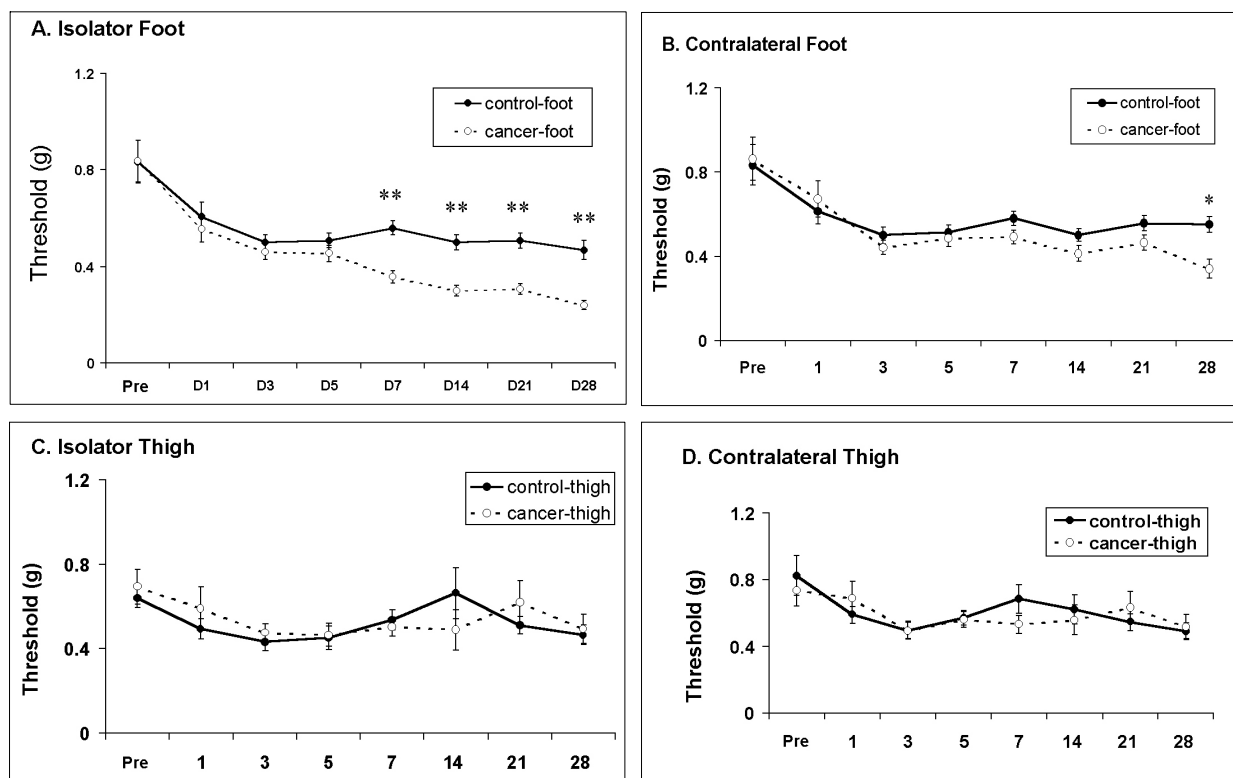 A. Isolator Foot
control-foot
cancer-foot
Threshold (g)
1.2
0.8
0.4
0
** ** ** **
Pre D1 D3 D5 D7 D14 D21 D28
B. Contralateral Foot
control-foot
cancer-foot
Threshold (g)
1.2
0.8
0.4
0
*
Pre 1 3 5 7 14 21 28
C. Isolator Thigh
control-thigh
cancer-thigh
Threshold (g)
1.2
0.8
0.4
0
Pre 1 3 5 7 14 21 28
D. Contralateral Thigh
control-thigh
cancer-thigh
Threshold (g)
1.2
0.8
0.4
0
Pre 1 3 5 7 14 21 28